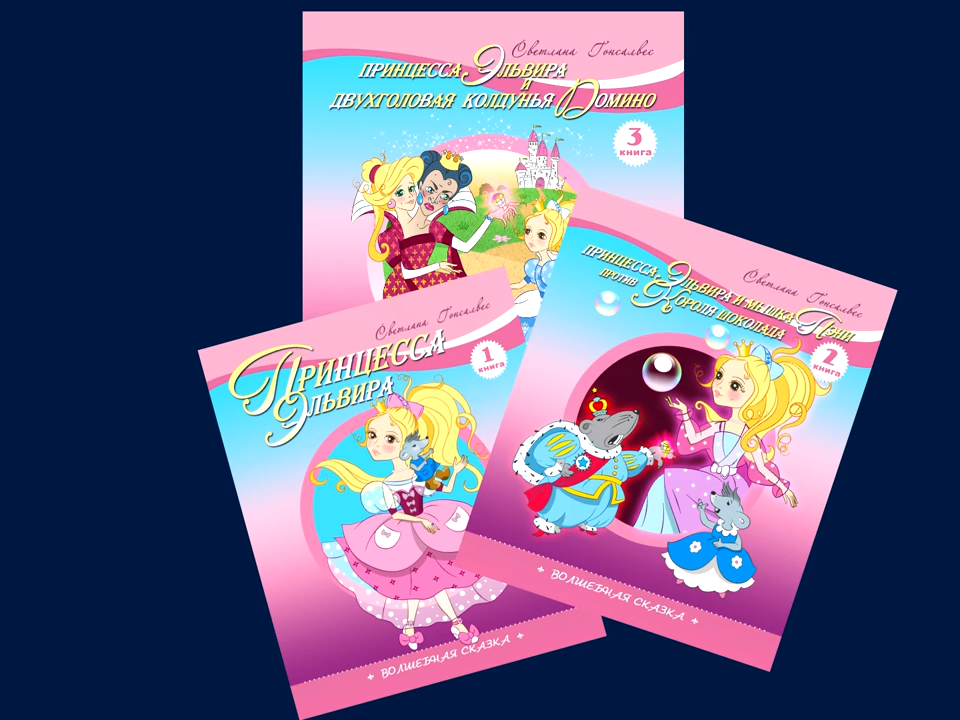 Светлана Гонсалвес
ПРИНЦЕССА ЭЛЬВИРА
И
ДВУХГОЛОВАЯ КОЛДУНЬЯ ДОМИНО
3
книга
Светлана Гонсалвес
ПРИНЦЕССА ЭЛЬВИРА И МЫШКА ПЭНИ
ПРОТИВ КОРОЛЯ ШОКОЛАДА
2
книга
ВОЛШЕБНАЯ СКАЗКА
Светлана Гонсалвес
ПРИНЦЕССА
ЭЛЬВИРА
1
книга
ВОЛШЕБНАЯ СКАЗКА